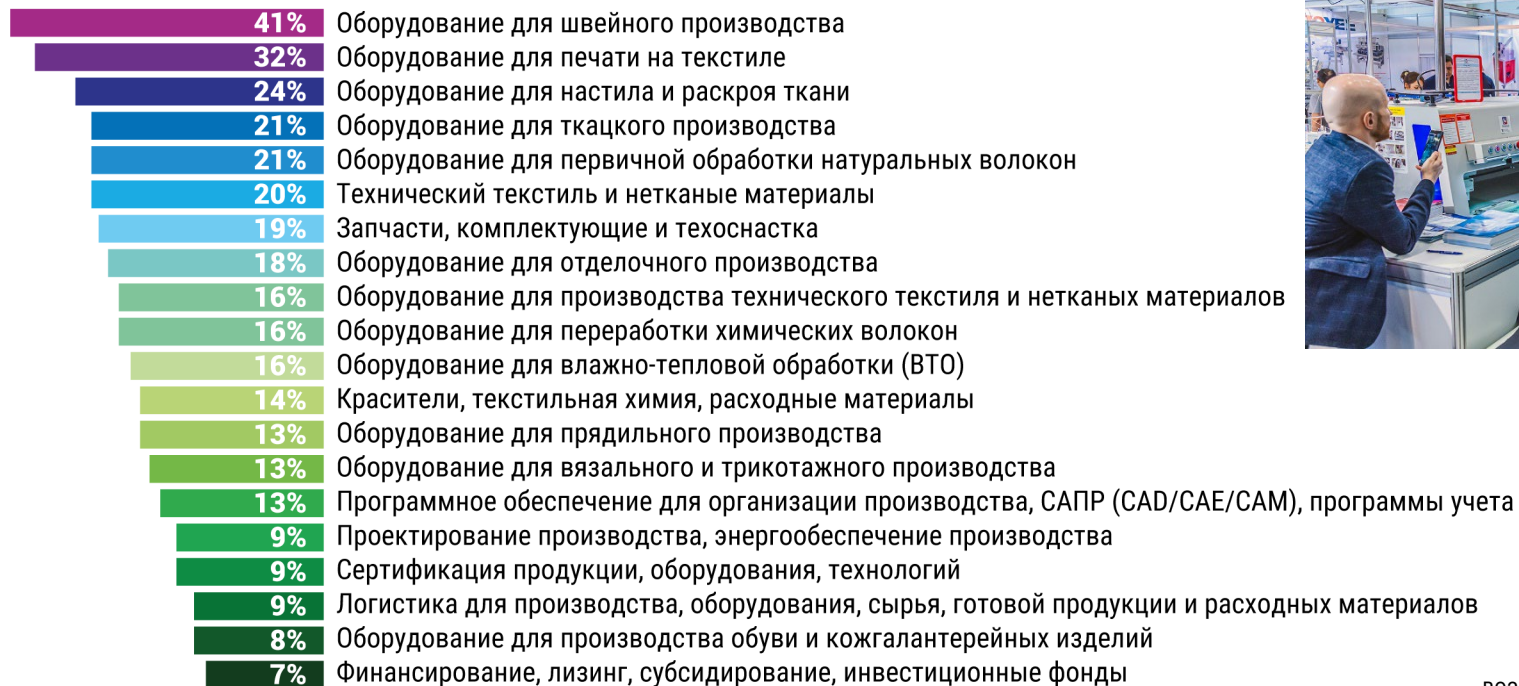 41% Оборудование для швейного производства
32% Оборудование для печати на текстиле
24% Оборудование для настила и раскроя ткани
21% Оборудование для ткацкого производства
21% Оборудование для первичной обработки натуральных волокон
20% Технический текстиль и нетканые материалы
19% Запчасти, комплектующие и техоснастка
18% Оборудование для отделочного производства
16% Оборудование для производства технического текстиля и нетканых материалов
16% Оборудование для переработки химических волокон
16% Оборудование для влажно-тепловой обработки (ВТО)
14% Красители, текстильная химия, расходные материалы
13% Оборудование для прядильного производства
13% Оборудование для вязального и трикотажного производства
13% Программное обеспечение для организации производства, САПР (CAD/CAE/CAM), программы учета
9% Проектирование производства, энергообеспечение производства
9% Сертификация продукции, оборудования, технологий
9% Логистика для производства, оборудования, сырья, готовой продукции и расходных материалов
8% Оборудование для производства обуви и кожгалантерейных изделий
7% Финансирование, лизинг, субсидирование, инвестиционные фонды